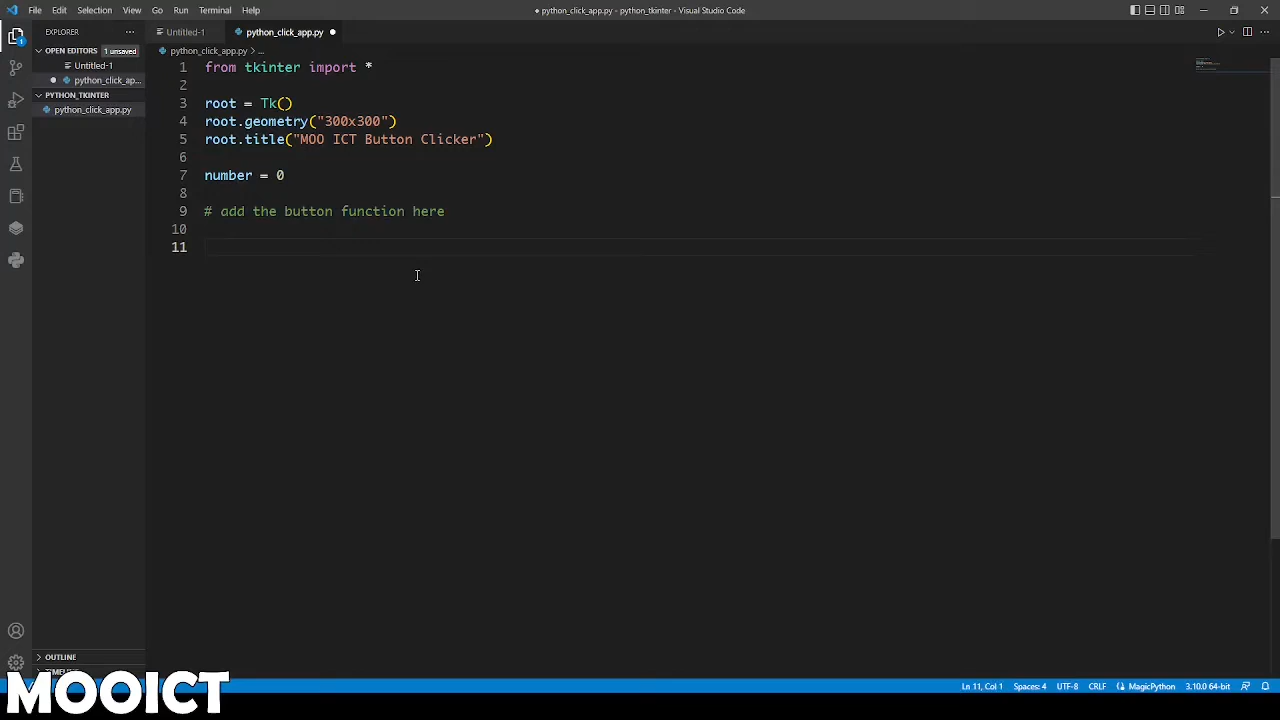 File Edit Selection View Go Run Terminal Help
● python_click_app.py - python_tkinter - Visual Studio Code
EXPLORER
Untitled-1
python_click_app.py
OPEN EDITORS 1 unsaved
Untitled-1
python_click_ap...
PYTHON_TKINTER
python_click_app.py
python_click_app.py > ...
1 from tkinter import *
2
3 root = Tk()
4 root.geometry("300x300")
5 root.title("MOO ICT Button Clicker")
6
7 number = 0
8
9 # add the button function here
10
11
OUTLINE
TIMELINE
MOOICT
Ln 11, Col 1 Spaces: 4 UTF-8 CRLF MagicPython 3.10.0 64-bit